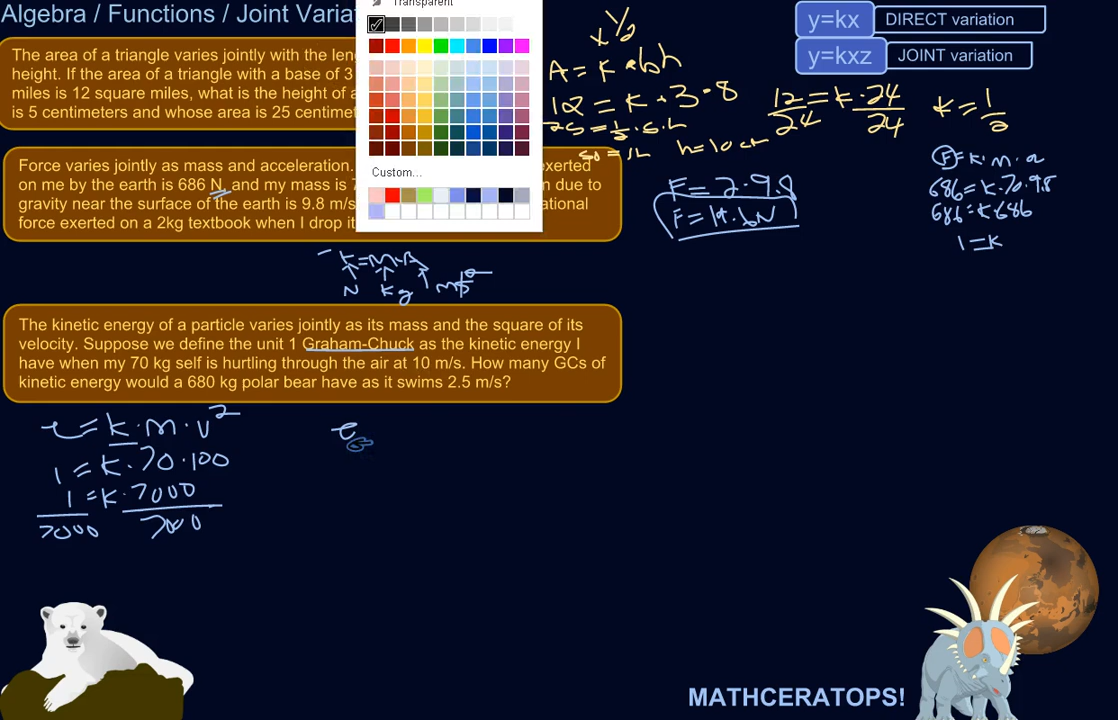 Algebra / Functions / Joint Varia
Transparent
Custom...
y=kx DIRECT variation
y=kxz JOINT variation
The area of a triangle varies jointly with the len
height. If the area of a triangle with a base of 3
miles is 12 square miles, what is the height of a
is 5 centimeters and whose area is 25 centimet
A = k · b h
12 = k · 3 · 8
25 = 1/2 · 5 · h
h = 10 cm
12/24 = k · 24/24
k = 1/2
Force varies jointly as mass and acceleration. exerted
on me by the earth is 686 N, and my mass is 7 n due to
gravity near the surface of the earth is 9.8 m/s ational
force exerted on a 2kg textbook when I drop it
F = 2 · 9.8
F = 19.6N
F = k · m · a
686 = k · 70 · 9.8
686 = k · 686
1 = k
N kg
The kinetic energy of a particle varies jointly as its mass and the square of its
velocity. Suppose we define the unit 1 Graham-Chuck as the kinetic energy I
have when my 70 kg self is hurtling through the air at 10 m/s. How many GCs of
kinetic energy would a 680 kg polar bear have as it swims 2.5 m/s?
e = k · m · v²
e
1 = k · 70 · 100
1 = k · 7000
7000 7000
MATHCERATOPS!